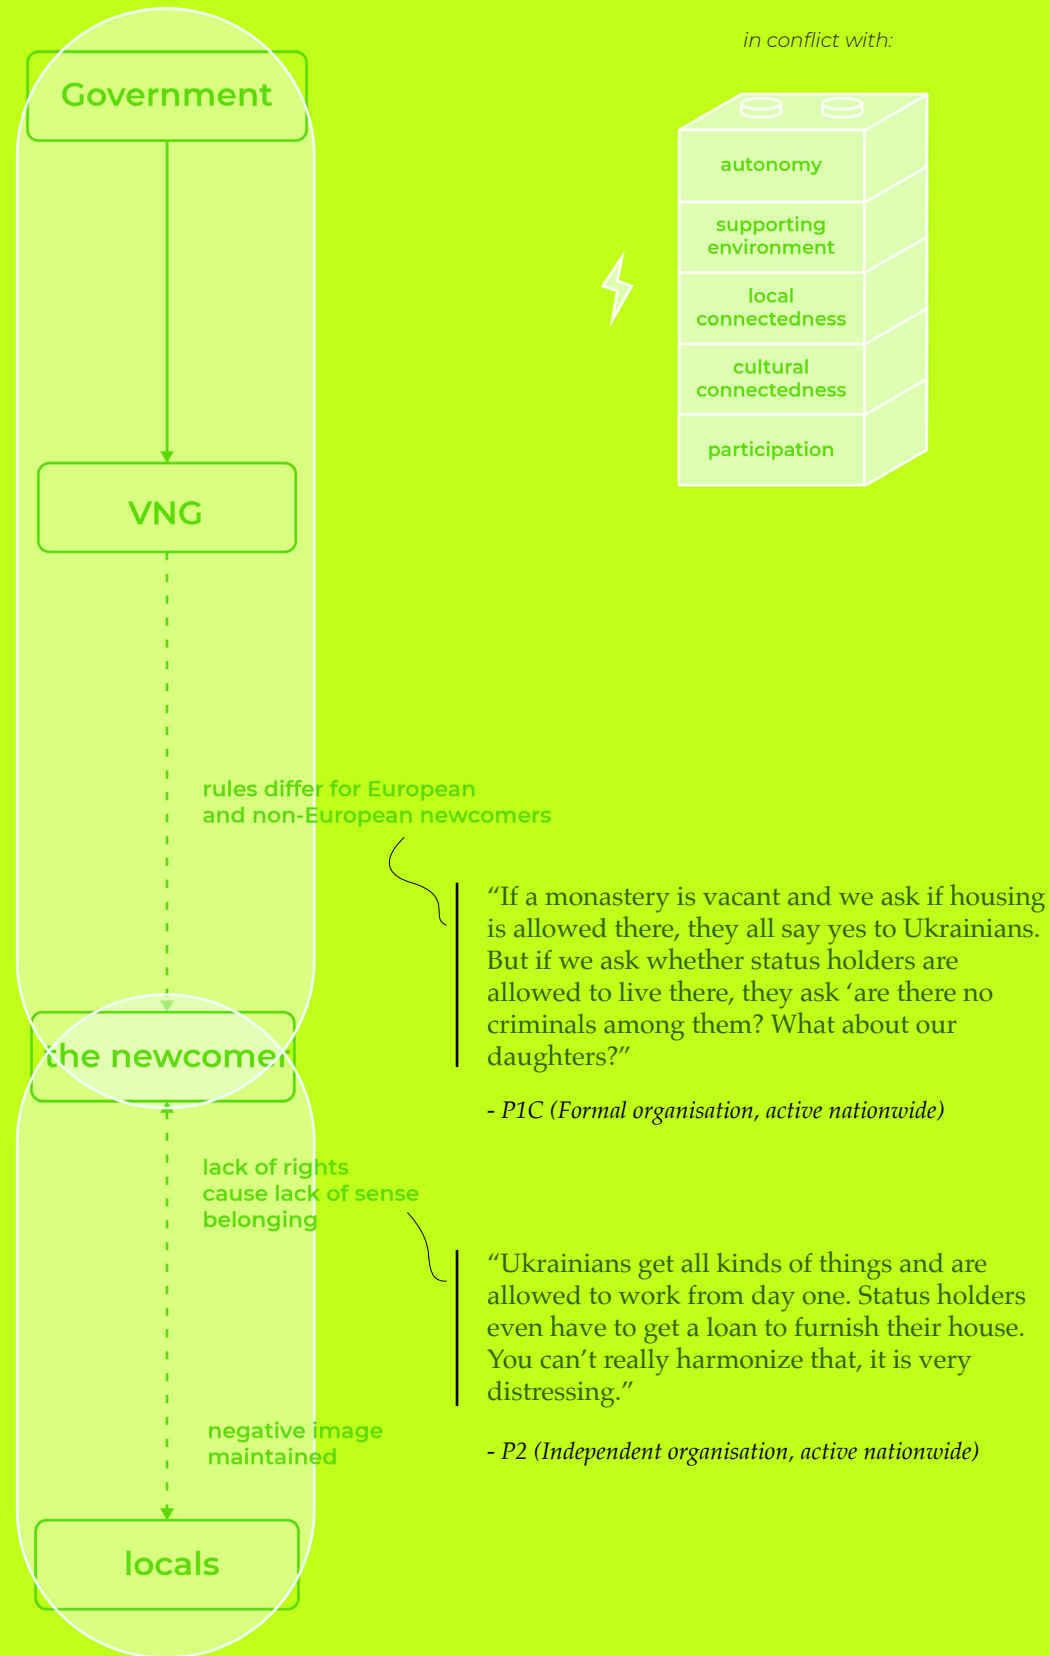 in conflict with:
Government
autonomy
supporting
environment
local
connectedness
cultural
connectedness
participation
VNG
rules differ for European
and non-European newcomers
“If a monastery is vacant and we ask if housing
is allowed there, they all say yes to Ukrainians.
But if we ask whether status holders are
allowed to live there, they ask ‘are there no
criminals among them? What about our
daughters?”
- P1C (Formal organisation, active nationwide)
the newcomer
lack of rights
cause lack of sense
belonging
“Ukrainians get all kinds of things and are
allowed to work from day one. Status holders
even have to get a loan to furnish their house.
You can’t really harmonize that, it is very
distressing.”
- P2 (Independent organisation, active nationwide)
negative image
maintained
locals